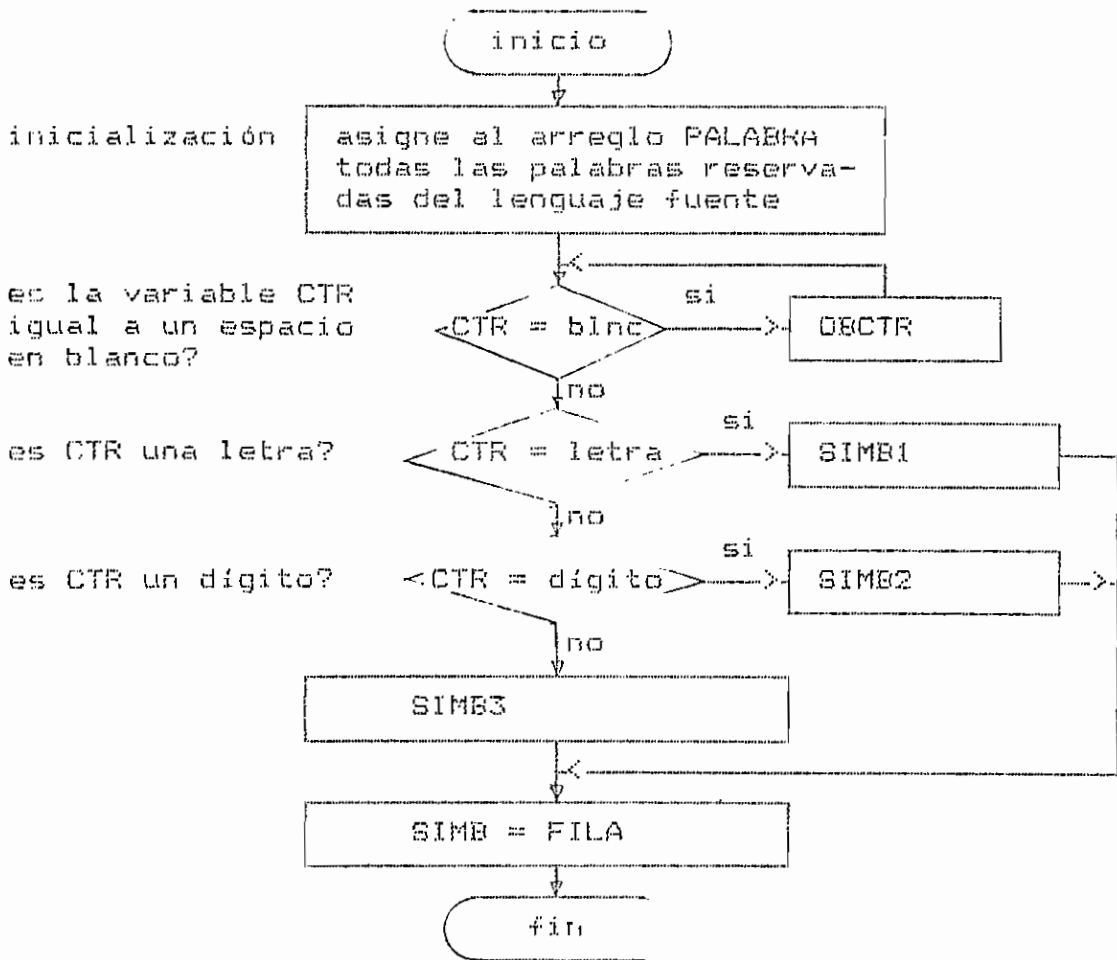 inicio
inicialización
asigne al arreglo PALABRA
todas las palabras reserva-
das del lenguaje fuente
es la variable CTR
igual a un espacio
en blanco?
CTR = blnc
si
OBCTR
no
es CTR una letra?
CTR = letra
si
SIMB1
no
es CTR un dígito?
CTR = dígito
si
SIMB2
no
SIMB3
SIMB = FILA
fin